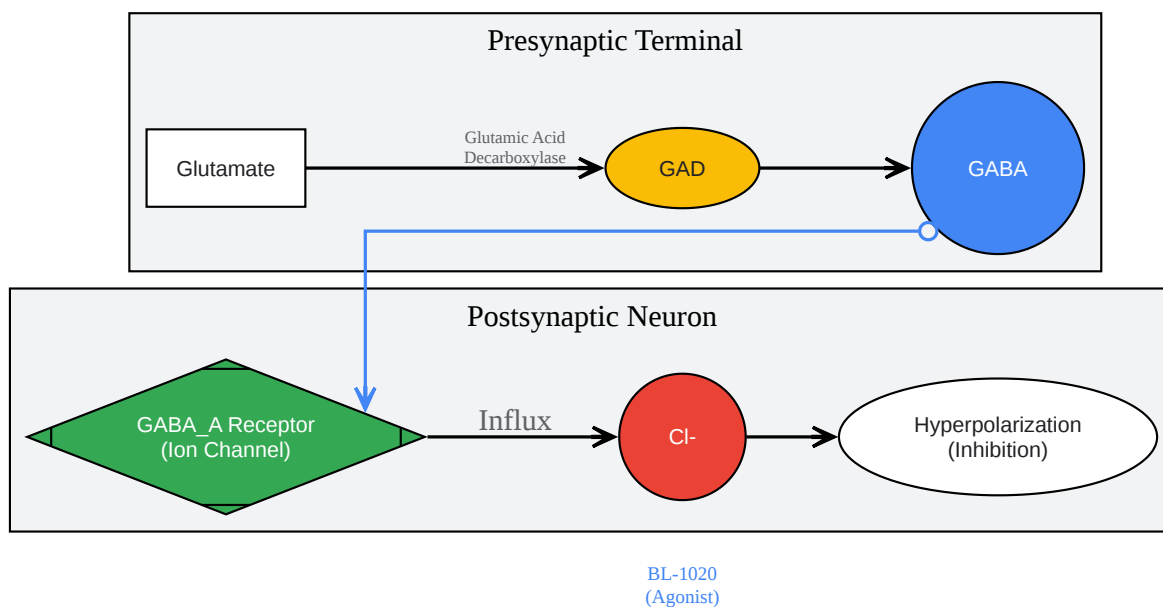 Presynaptic Terminal
Glutamate
Glutamic Acid
Decarboxylase
GAD
GABA
Postsynaptic Neuron
GABA_A Receptor
(Ion Channel)
Influx
Cl-
Hyperpolarization
(Inhibition)
BL-1020
(Agonist)